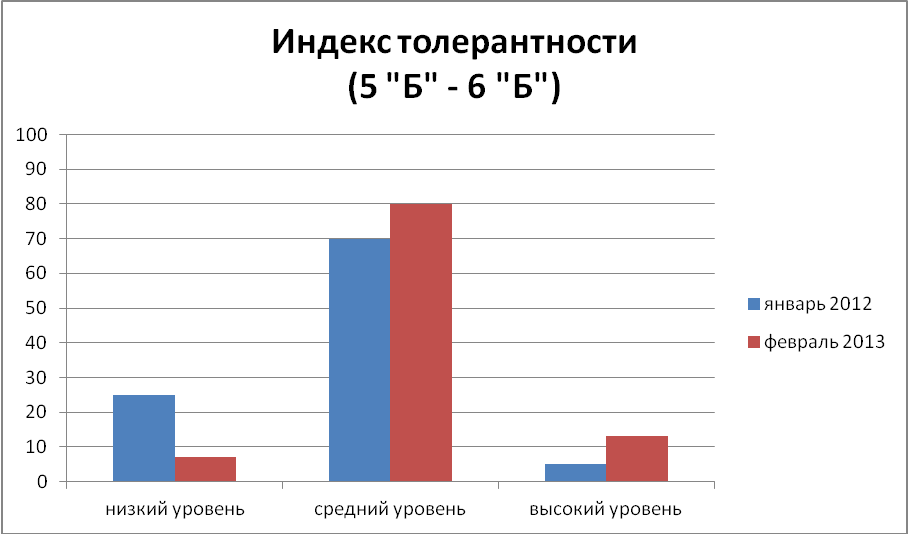 Индекс толерантности
(5 "Б" - 6 "Б")
100
90
80
70
60
50
40
30
20
10
0
низкий уровень
средний уровень
высокий уровень
январь 2012
февраль 2013